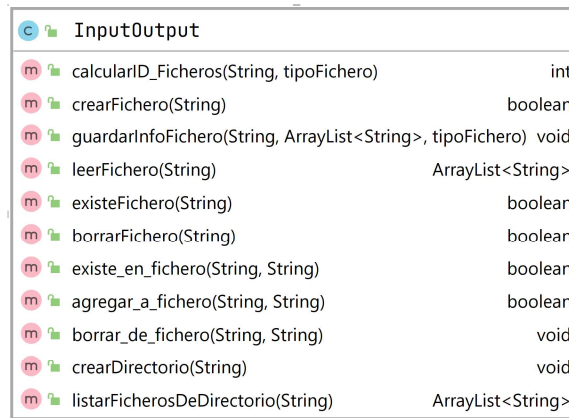 C InputOutput
m calcularID_Ficheros(String, tipoFichero) int
m crearFichero(String) boolean
m guardarInfoFichero(String, ArrayList<String>, tipoFichero) void
m leerFichero(String) ArrayList<String>
m existeFichero(String) boolean
m borrarFichero(String) boolean
m existe_en_fichero(String, String) boolean
m agregar_a_fichero(String, String) boolean
m borrar_de_fichero(String, String) void
m crearDirectorio(String) void
m listarFicherosDeDirectorio(String) ArrayList<String>